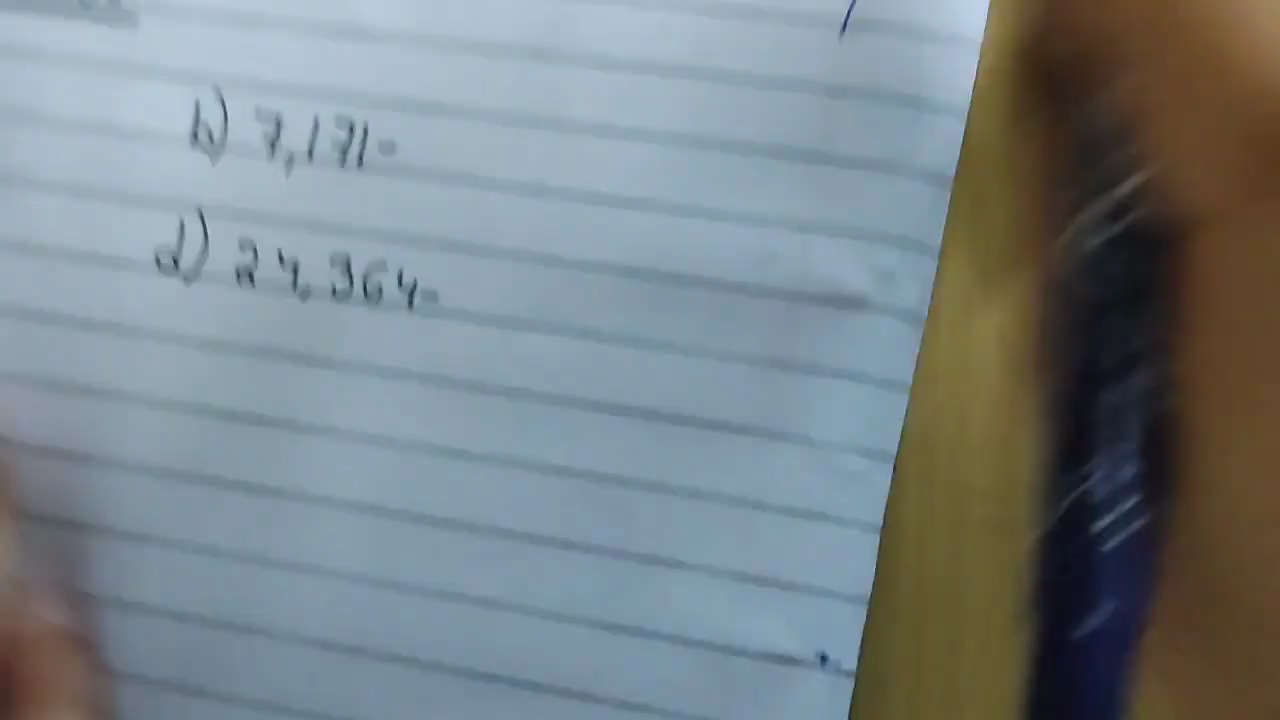 b) 7,171=
d) 24,364=